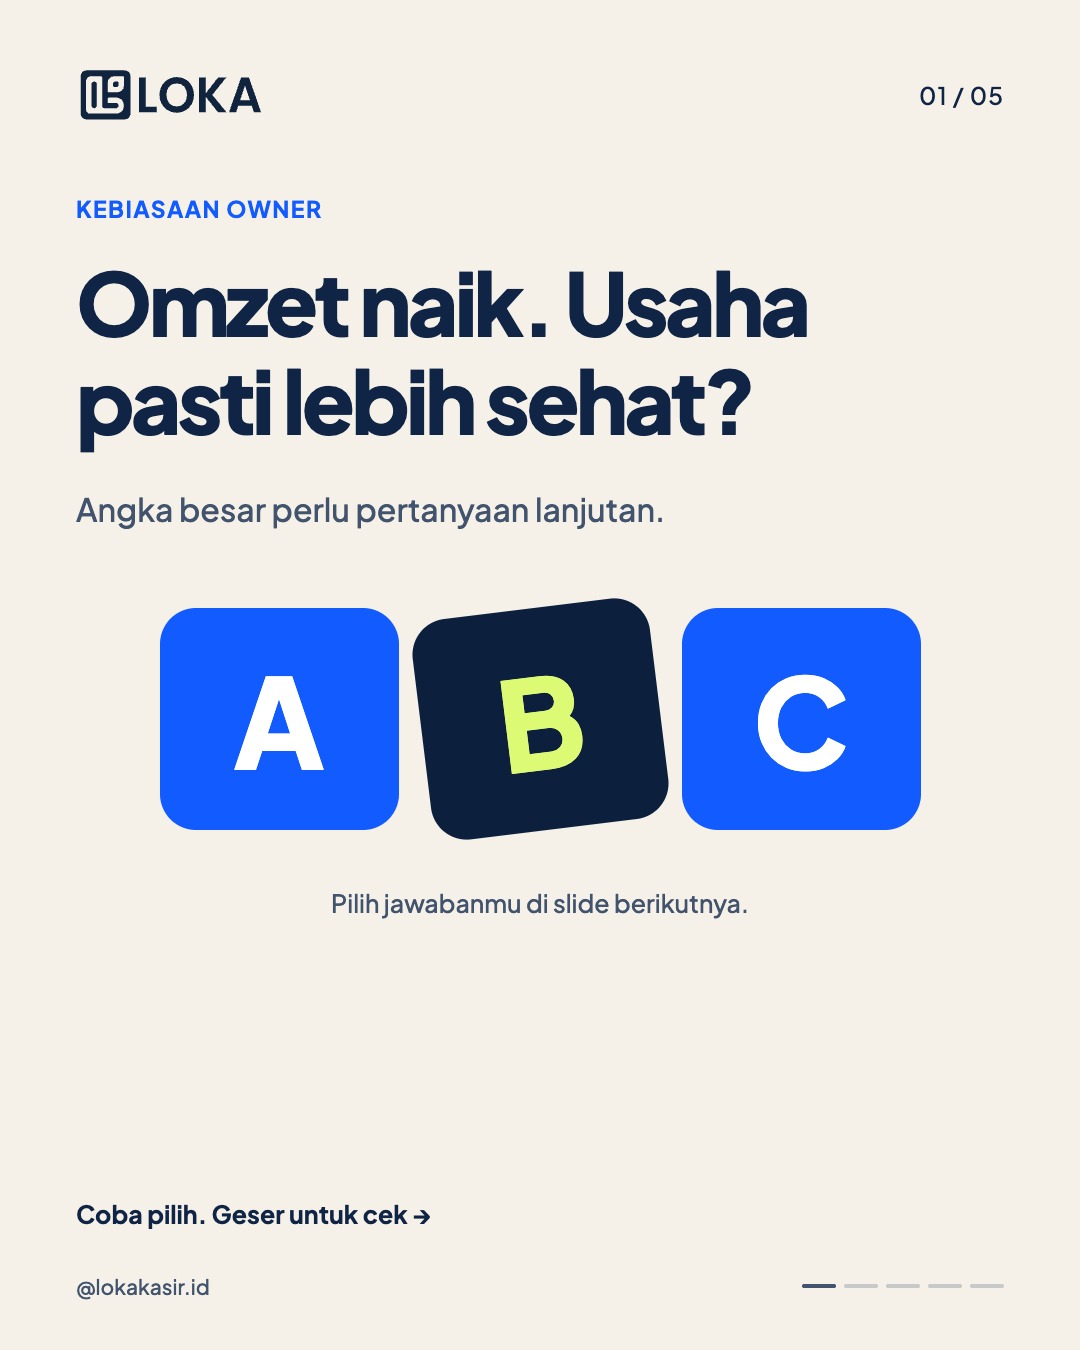 LOKA
01 / 05
KEBIASAAN OWNER
Omzet naik. Usaha
pasti lebih sehat?
Angka besar perlu pertanyaan lanjutan.
A B C
Pilih jawabanmu di slide berikutnya.
Coba pilih. Geser untuk cek →
@lokakasir.id